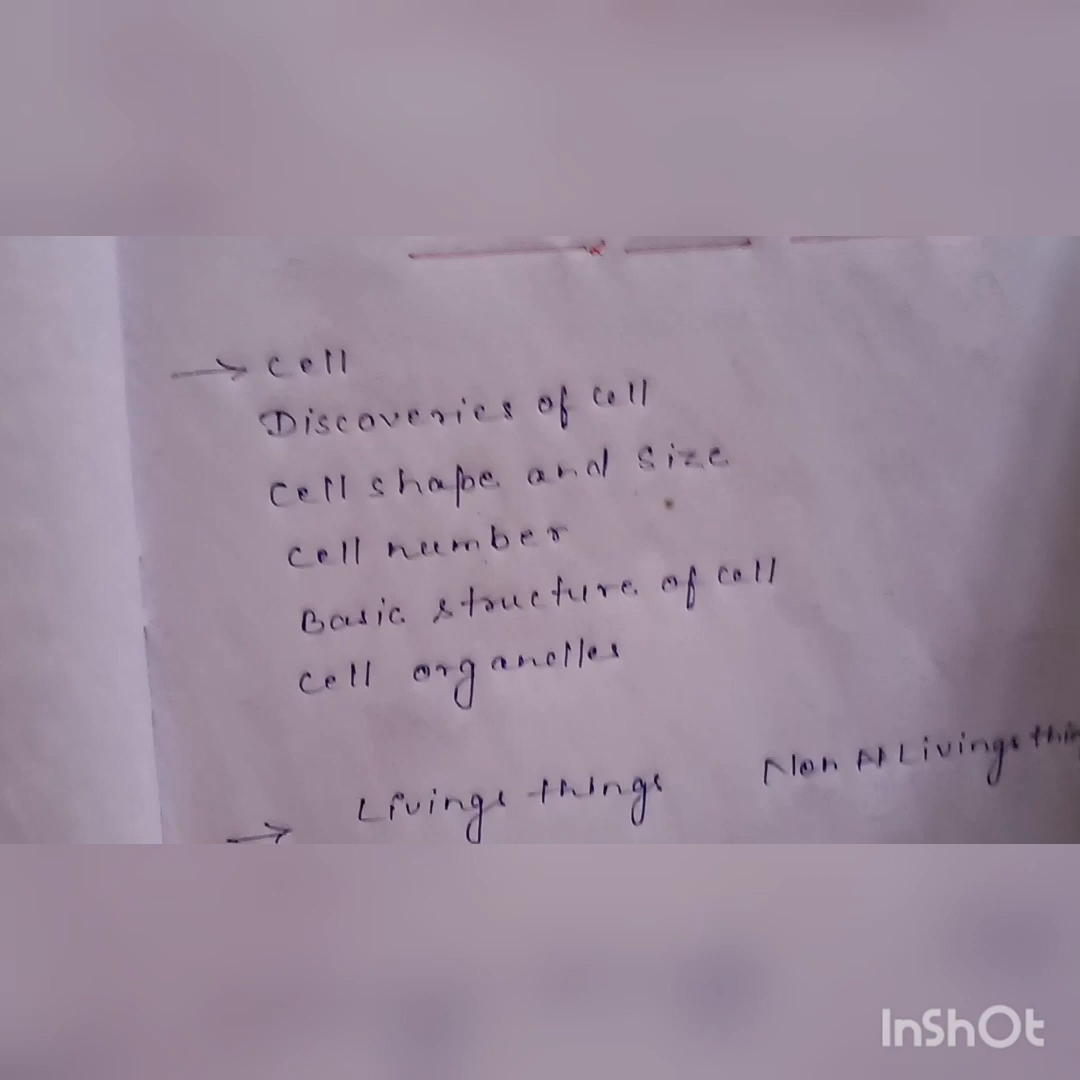 → cell
Discoveries of cell
cell shape and size
cell number
Basic structure of cell
cell organelles
→ Livings things Non Livings
InShOt